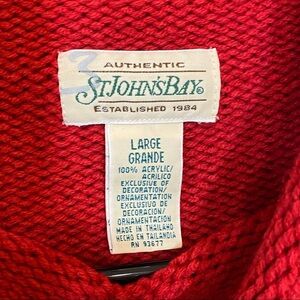 3
AUTHENTIC
ST JOHN'S BAY®
ESTABLISHED 1984
LARGE
GRANDE
100% ACRYLIC/
ACRILICO
EXCLUSIVE OF
DECORATION/
ORNAMENTATION
EXCLUSIVO DE
DECORACION/
ORNAMENTACION
MADE IN THAILAND
HECHO EN TAILANDIA
RN 93677